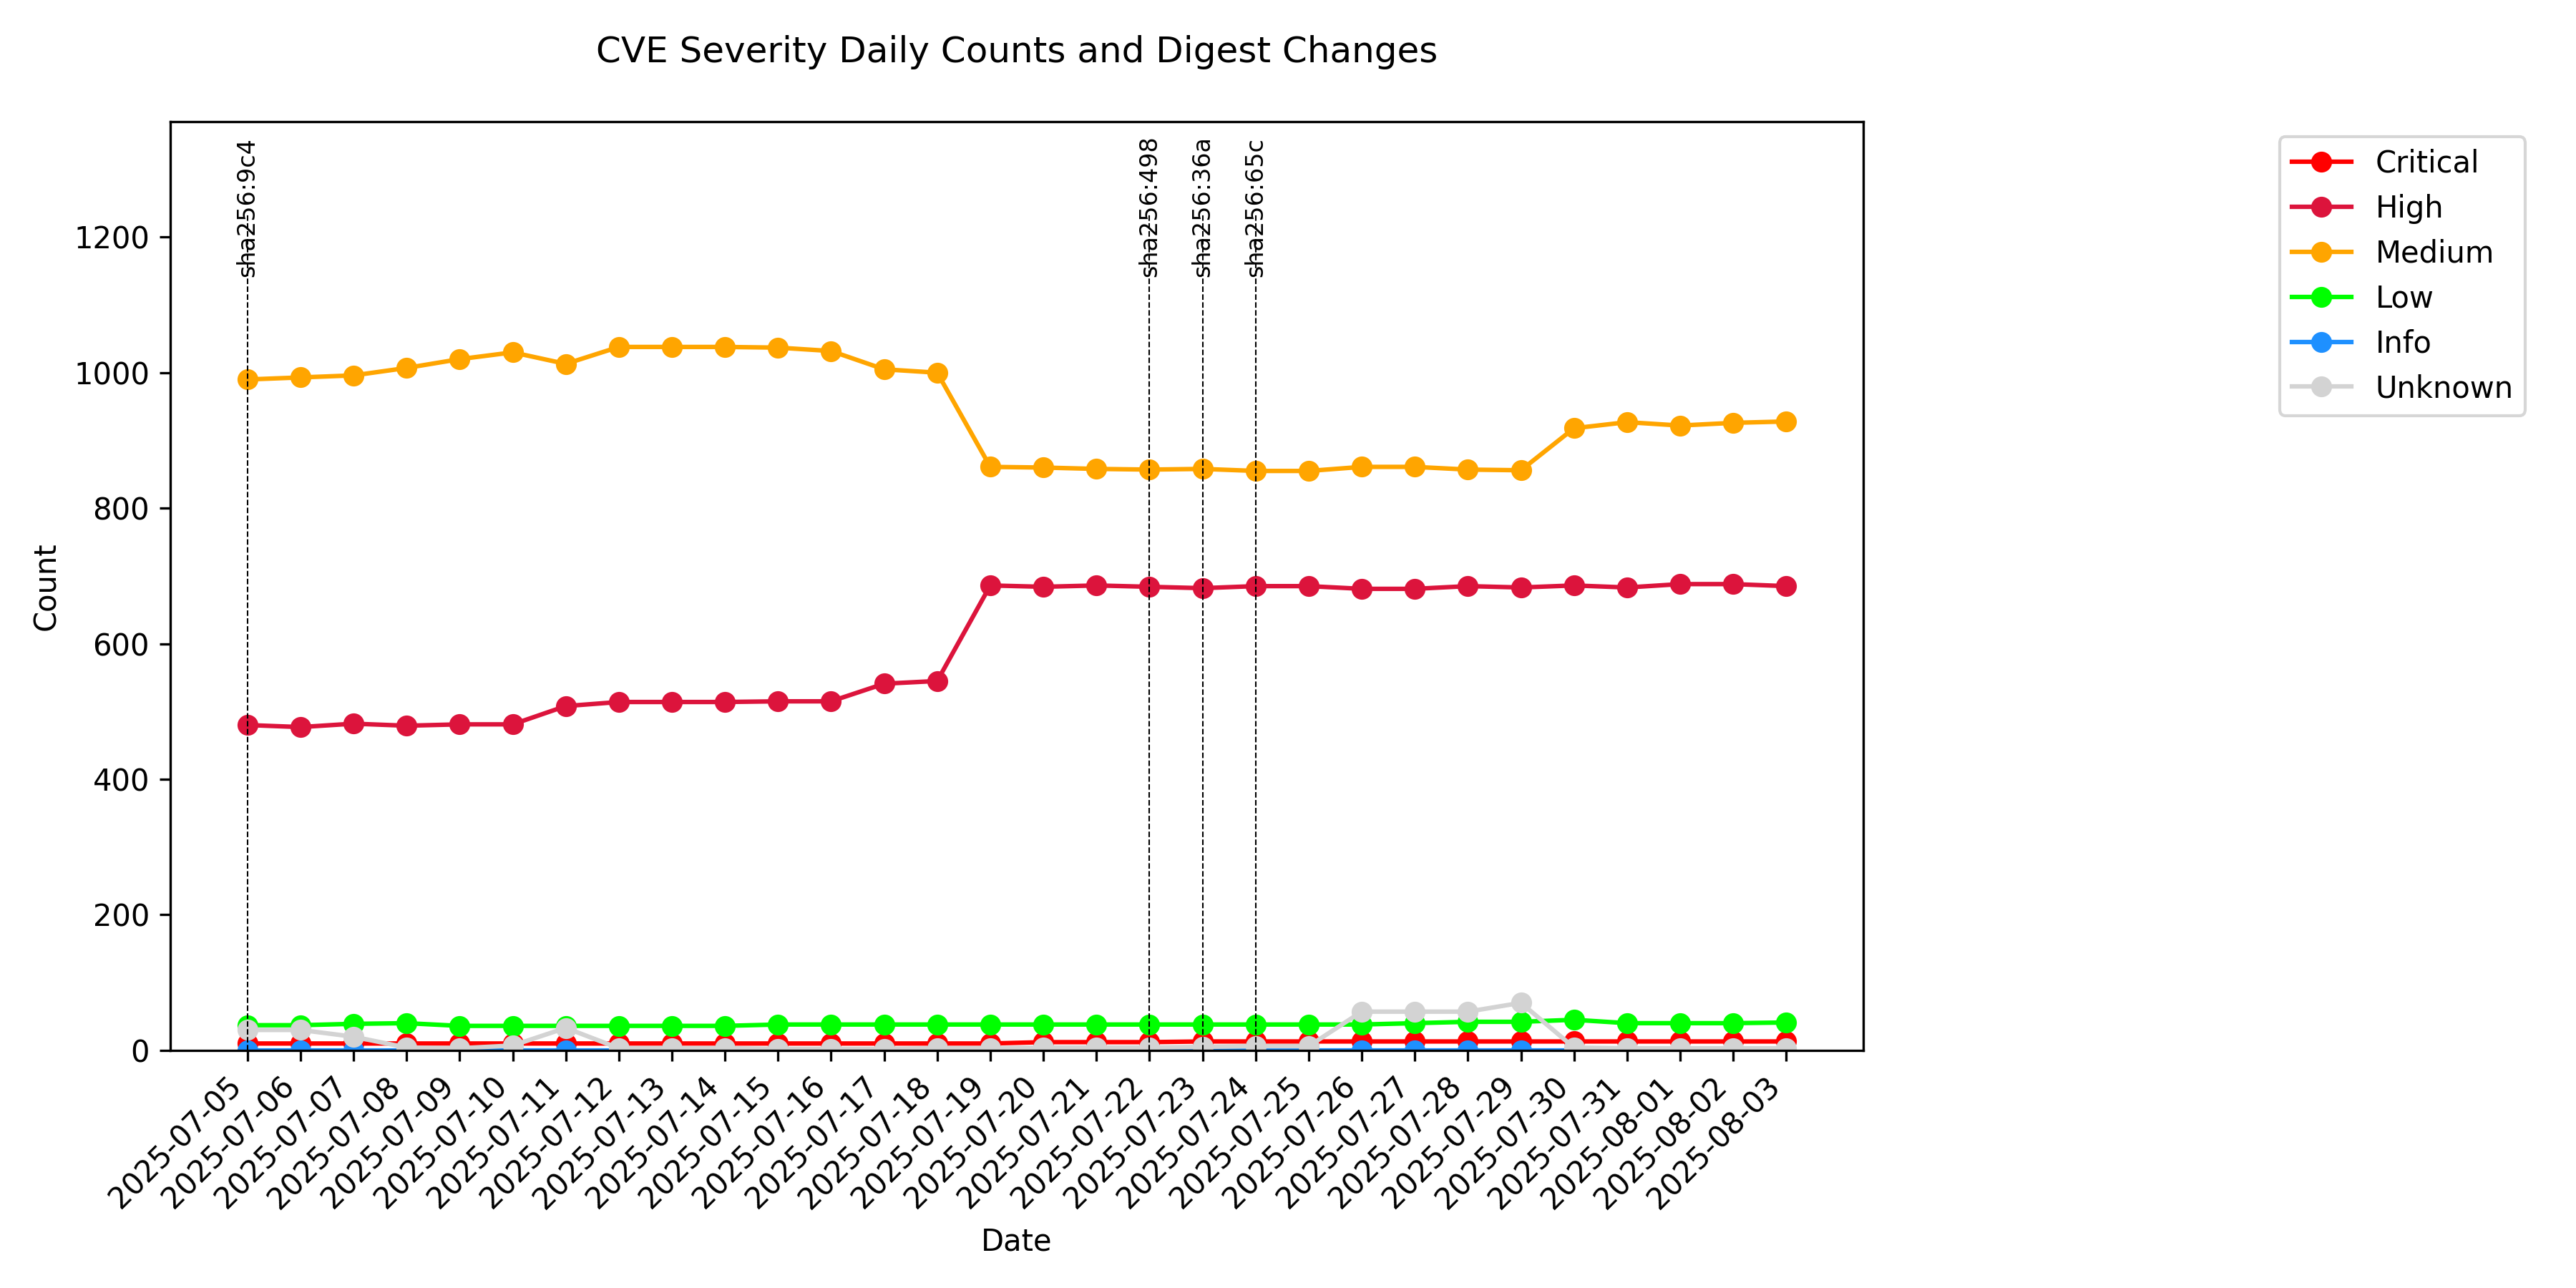 CVE Severity Daily Counts and Digest Changes
sha256:9c4
sha256:498
sha256:36a
sha256:65c
Critical
High
Medium
Low
Info
Unknown
Count
1200
1000
800
600
400
200
0
2025-07-05
2025-07-06
2025-07-07
2025-07-08
2025-07-09
2025-07-10
2025-07-11
2025-07-12
2025-07-13
2025-07-14
2025-07-15
2025-07-16
2025-07-17
2025-07-18
2025-07-19
2025-07-20
2025-07-21
2025-07-22
2025-07-23
2025-07-24
2025-07-25
2025-07-26
2025-07-27
2025-07-28
2025-07-29
2025-07-30
2025-07-31
2025-08-01
2025-08-02
2025-08-03
Date